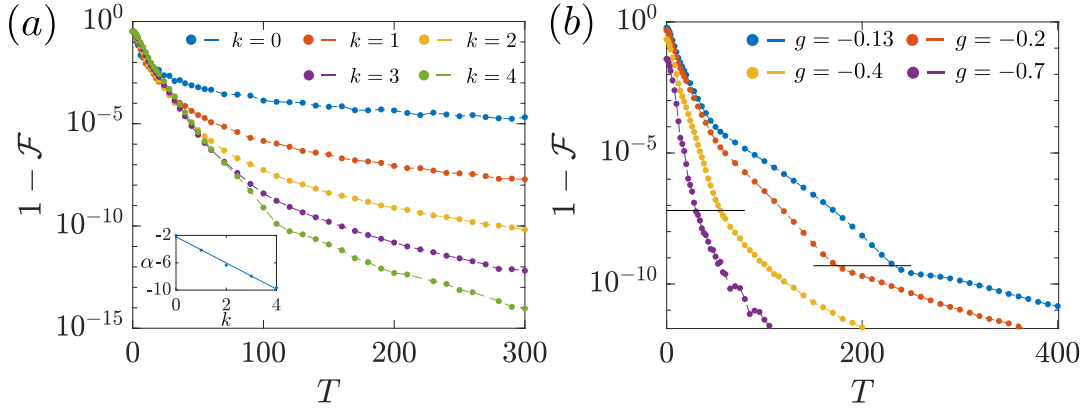 (a)
10^0
10^-5
10^-10
10^-15
1 − F
k = 0
k = 1
k = 2
k = 3
k = 4
-2
-6
-10
α
0
2
4
k
0
100
200
300
T
(b)
10^0
10^-5
10^-10
1 − F
g = −0.13
g = −0.2
g = −0.4
g = −0.7
0
200
400
T